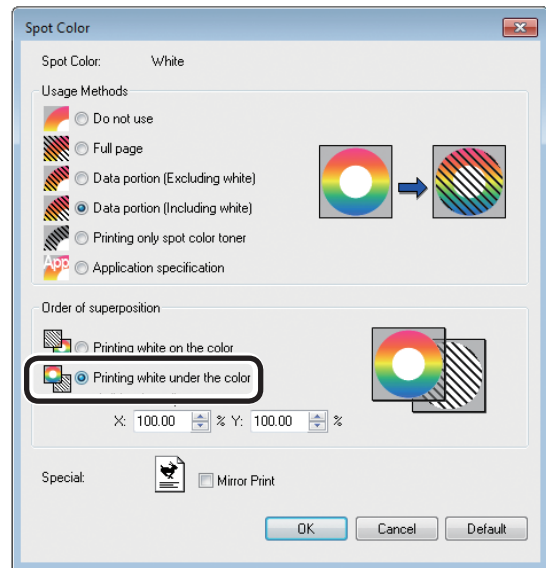 Spot Color
Spot Color: White
Usage Methods
Do not use
Full page
Data portion (Excluding white)
Data portion (Including white)
Printing only spot color toner
App Application specification
Order of superposition
Printing white on the color
Printing white under the color
X: 100.00 % Y: 100.00 %
Special: Mirror Print
OK Cancel Default